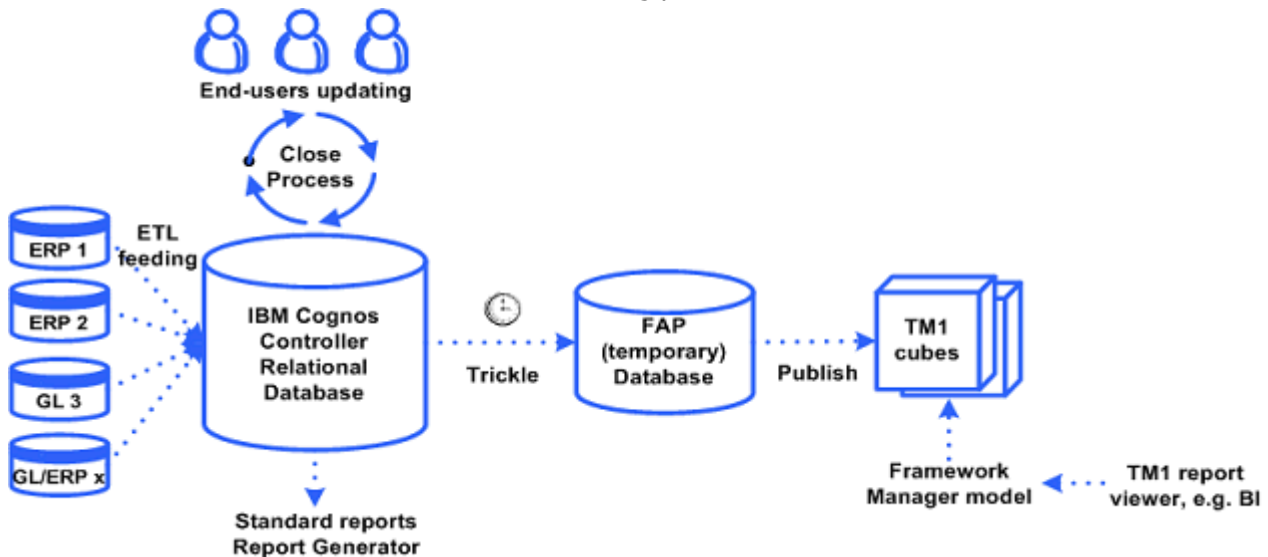 End-users updating
Close
Process
ERP 1
ETL
feeding
ERP 2
GL 3
GL/ERP x
IBM Cognos
Controller
Relational
Database
Trickle
FAP
(temporary)
Database
Publish
TM1
cubes
Standard reports
Report Generator
Framework
Manager model
TM1 report
viewer, e.g. BI